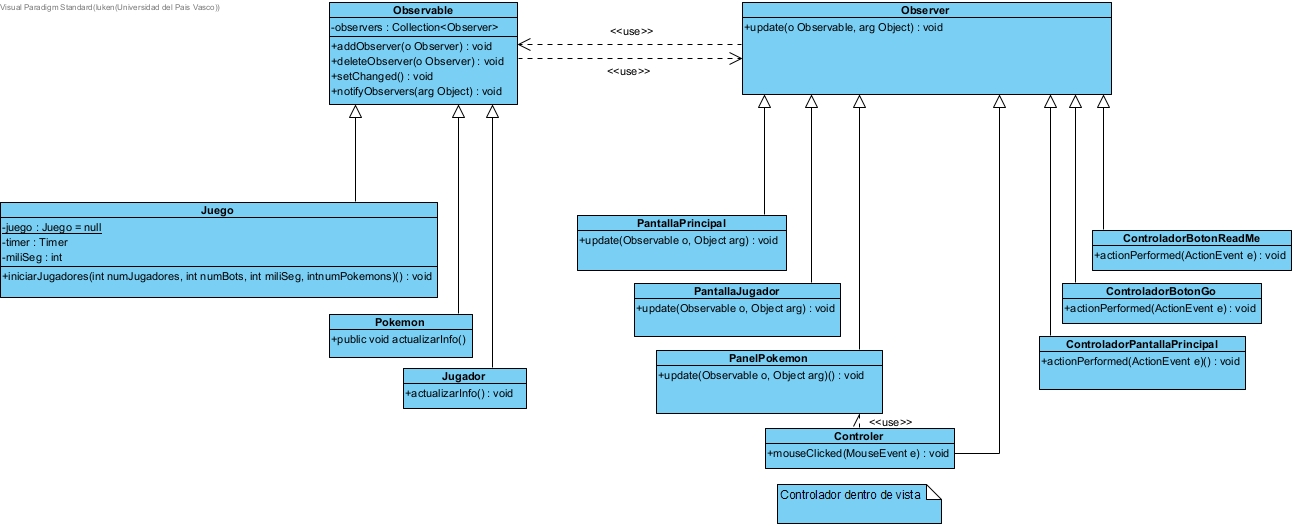 Visual Paradigm Standard(Iuken(Universidad del Pais Vasco))
Observable
-observers : Collection<Observer>
+addObserver(o Observer) : void
+deleteObserver(o Observer) : void
+setChanged() : void
+notifyObservers(arg Object) : void
<<use>>
<<use>>
Observer
+update(o Observable, arg Object) : void
Juego
-juego : Juego = null
-timer : Timer
-miliSeg : int
+iniciarJugadores(int numJugadores, int numBots, int miliSeg, intnumPokemons)() : void
Pokemon
+public void actualizarInfo()
Jugador
+actualizarInfo() : void
PantallaPrincipal
+update(Observable o, Object arg) : void
PantallaJugador
+update(Observable o, Object arg) : void
PanelPokemon
+update(Observable o, Object arg)() : void
<<use>>
Controler
+mouseClicked(MouseEvent e) : void
Controlador dentro de vista
ControladorBotonReadMe
+actionPerformed(ActionEvent e) : void
ControladorBotonGo
+actionPerformed(ActionEvent e) : void
ControladorPantallaPrincipal
+actionPerformed(ActionEvent e)() : void